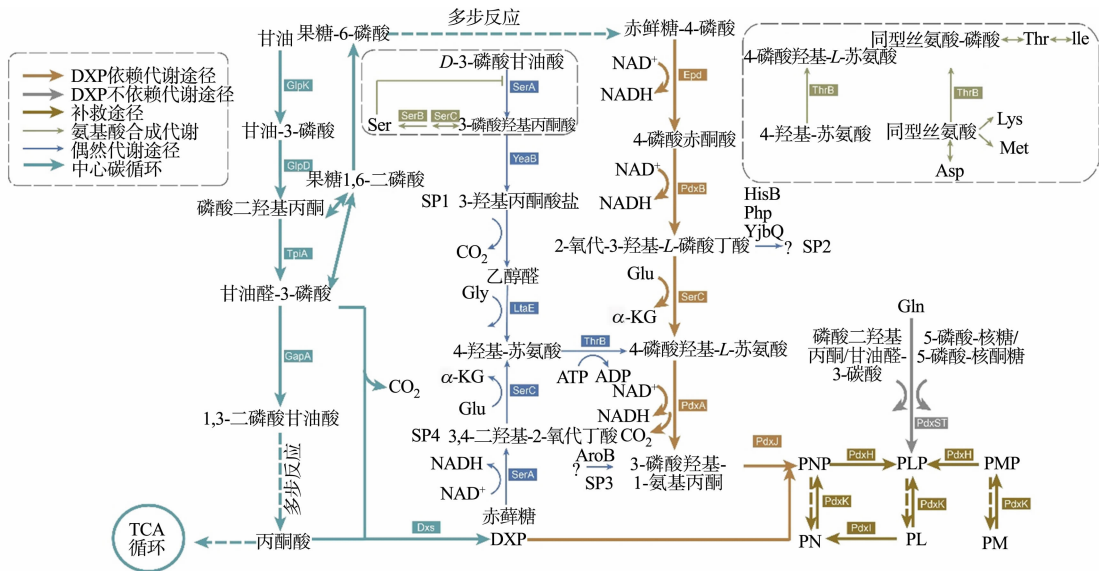 DXP依赖代谢途径
DXP不依赖代谢途径
补救途径
氨基酸合成代谢
偶然代谢途径
中心碳循环
甘油
GlpK
甘油-3-磷酸
GlpD
磷酸二羟基丙酮
TpiA
甘油醛-3-磷酸
GapA
1,3-二磷酸甘油酸
多步反应
丙酮酸
TCA
循环
果糖-6-磷酸
果糖1,6-二磷酸
CO2
Dxs
多步反应
D-3-磷酸甘油酸
SerA
Ser
SerB
SerC
3-磷酸羟基丙酮酸
YeaB
SP1 3-羟基丙酮酸盐
CO2
乙醇醛
Gly
LtaE
4-羟基-苏氨酸
ThrB
ATP
ADP
α-KG
SerC
Glu
SP4 3,4-二羟基-2-氧代丁酸
NADH
SerA
NAD+
赤藓糖
DXP
赤鲜糖-4-磷酸
NAD+
Epd
NADH
4-磷酸赤酮酸
NAD+
PdxB
NADH
HisB
Php
YjbQ
2-氧代-3-羟基-L-磷酸丁酸
? SP2
Glu
SerC
α-KG
4-磷酸羟基-L-苏氨酸
NAD+
PdxA
NADH
CO2
AroB
?
SP3
3-磷酸羟基-
1-氨基丙酮
PdxJ
同型丝氨酸-磷酸
Thr
Ile
4-磷酸羟基-L-苏氨酸
ThrB
ThrB
4-羟基-苏氨酸
同型丝氨酸
Lys
Met
Asp
Gln
磷酸二羟基
丙酮/甘油醛-
3-碳酸
5-磷酸-核糖/
5-磷酸-核酮糖
PdxST
PNP
PdxH
PLP
PdxH
PMP
PdxK
PdxK
PdxK
PN
PdxI
PL
PM